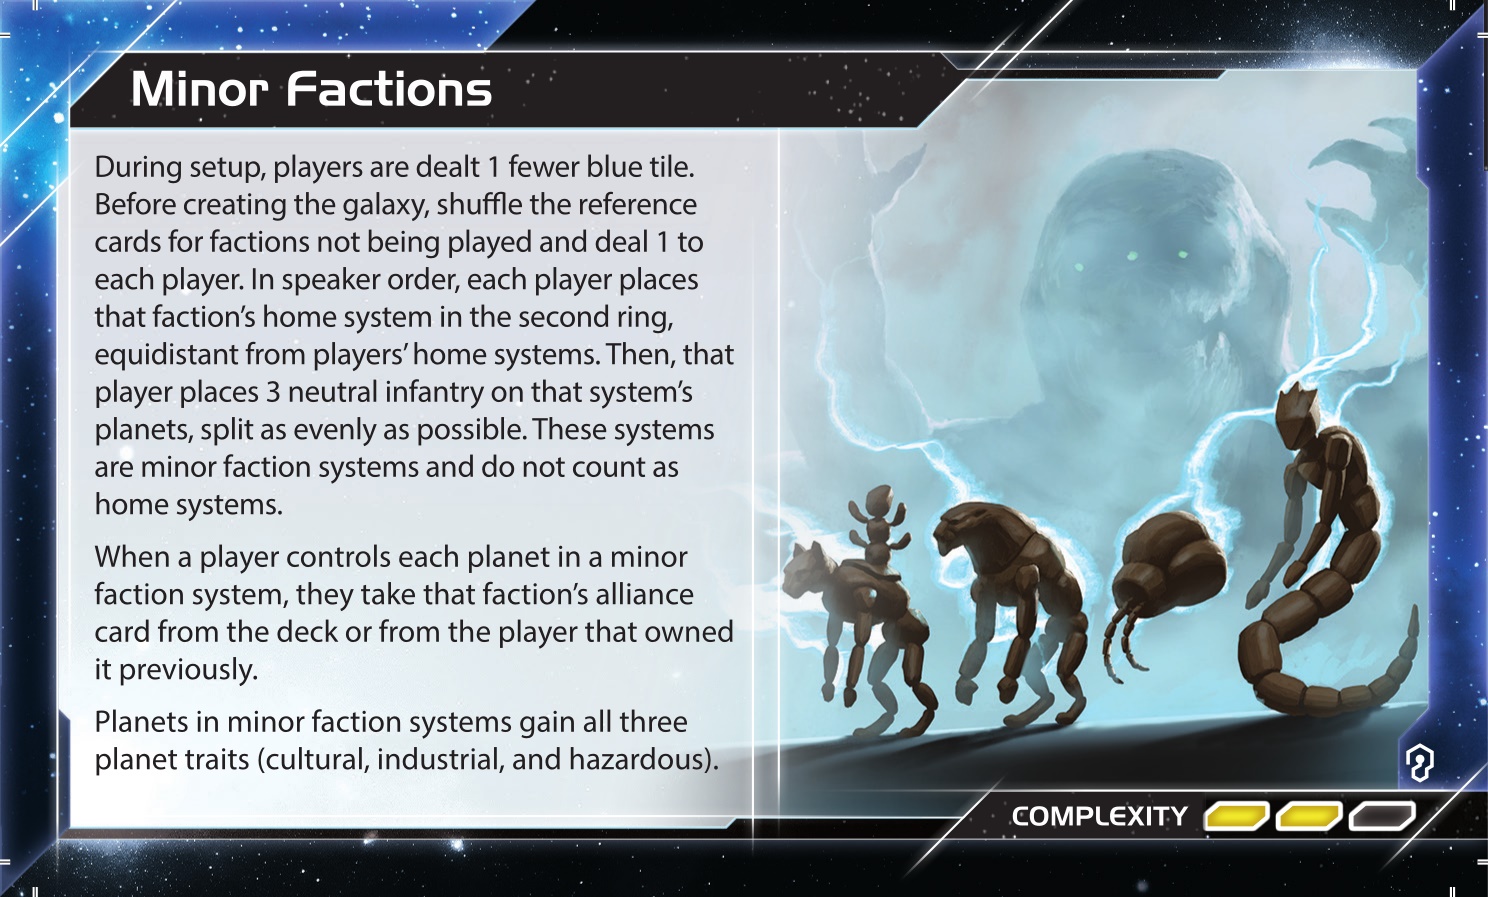 Minor Factions
During setup, players are dealt 1 fewer blue tile.
Before creating the galaxy, shuffle the reference
cards for factions not being played and deal 1 to
each player. In speaker order, each player places
that faction’s home system in the second ring,
equidistant from players’ home systems. Then, that
player places 3 neutral infantry on that system’s
planets, split as evenly as possible. These systems
are minor faction systems and do not count as
home systems.
When a player controls each planet in a minor
faction system, they take that faction’s alliance
card from the deck or from the player that owned
it previously.
Planets in minor faction systems gain all three
planet traits (cultural, industrial, and hazardous).
COMPLEXITY